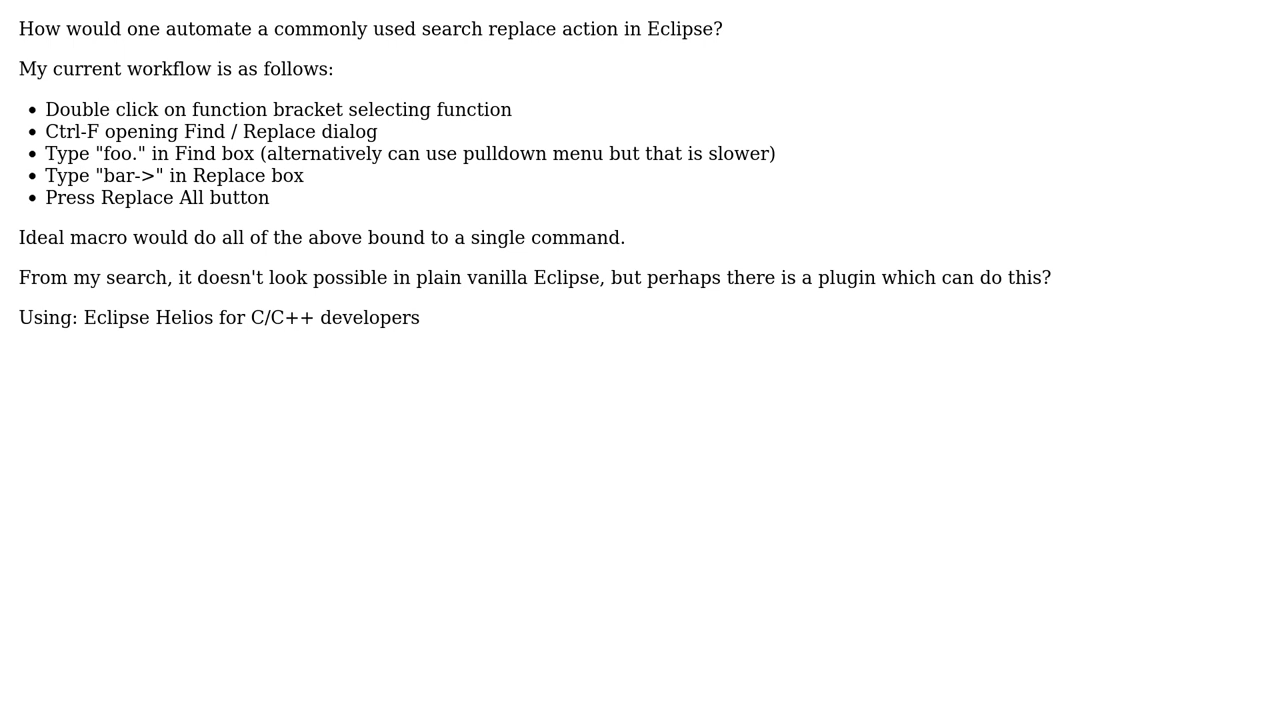 How would one automate a commonly used search replace action in Eclipse?
My current workflow is as follows:
• Double click on function bracket selecting function
• Ctrl-F opening Find / Replace dialog
• Type "foo." in Find box (alternatively can use pulldown menu but that is slower)
• Type "bar->" in Replace box
• Press Replace All button
Ideal macro would do all of the above bound to a single command.
From my search, it doesn't look possible in plain vanilla Eclipse, but perhaps there is a plugin which can do this?
Using: Eclipse Helios for C/C++ developers